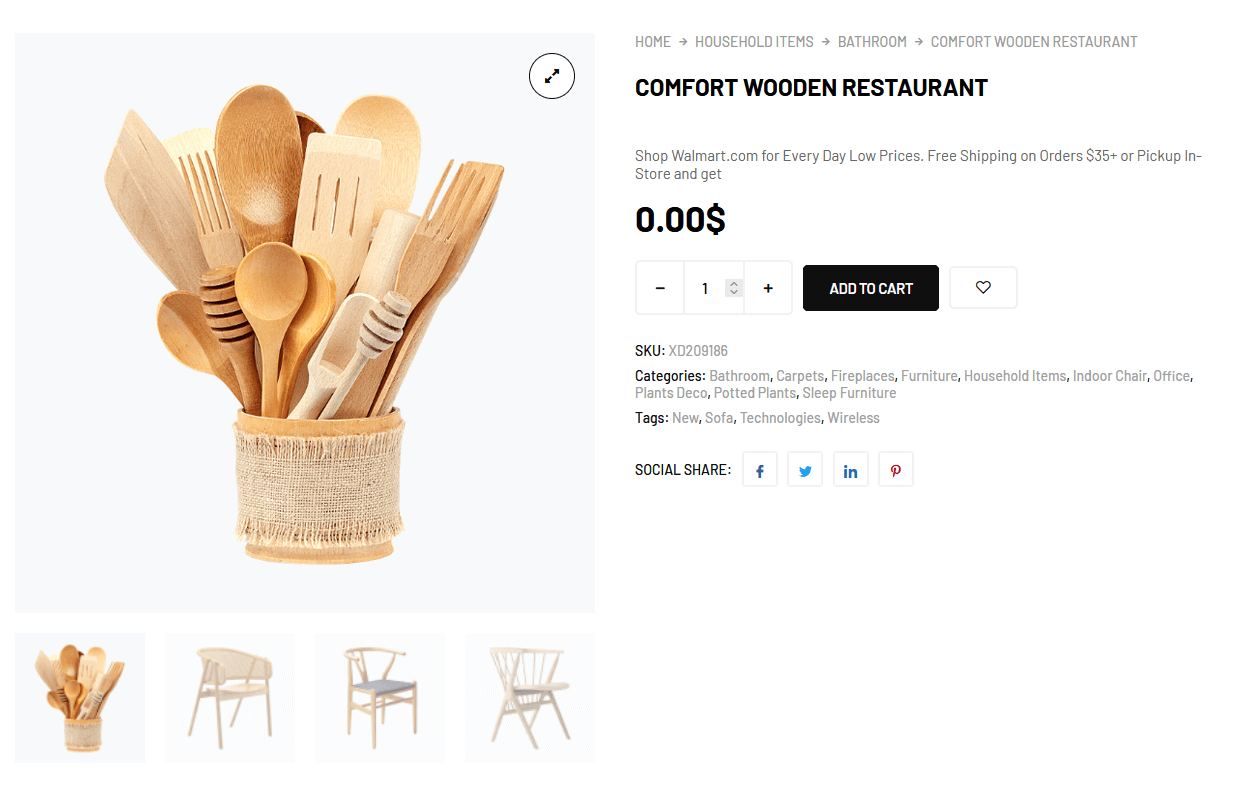 HOME → HOUSEHOLD ITEMS → BATHROOM → COMFORT WOODEN RESTAURANT
COMFORT WOODEN RESTAURANT
Shop Walmart.com for Every Day Low Prices. Free Shipping on Orders $35+ or Pickup In-
Store and get
0.00$
− 1 + ADD TO CART
SKU: XD209186
Categories: Bathroom, Carpets, Fireplaces, Furniture, Household Items, Indoor Chair, Office,
Plants Deco, Potted Plants, Sleep Furniture
Tags: New, Sofa, Technologies, Wireless
SOCIAL SHARE: